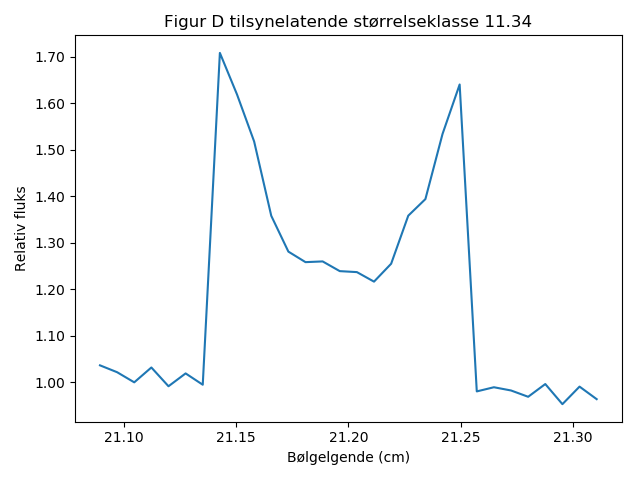 Figur D tilsynelatende størrelseklasse 11.34
1.70
1.60
1.50
1.40
1.30
1.20
1.10
1.00
Relativ fluks
21.10 21.15 21.20 21.25 21.30
Bølgelgende (cm)